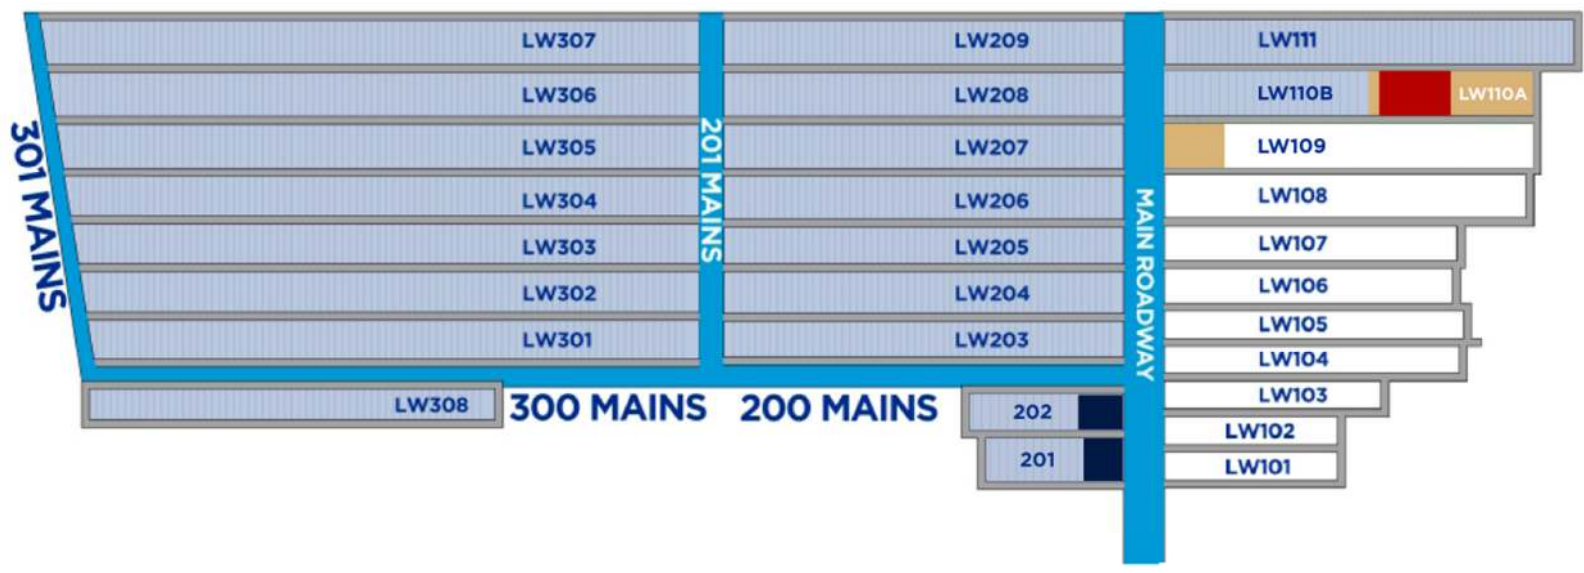 LW307
LW209
LW111
LW306
LW208
LW110B
LW110A
301 MAINS
LW305
201 MAINS
LW207
LW109
LW304
LW206
MAIN ROADWAY
LW108
LW303
LW205
LW107
LW302
LW204
LW106
LW301
LW203
LW105
LW104
LW308
300 MAINS
200 MAINS
202
LW103
LW102
201
LW101